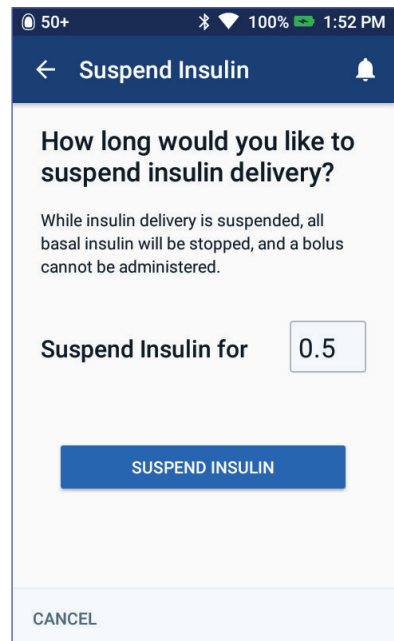 50+ 100% 1:52 PM
Suspend Insulin
How long would you like to
suspend insulin delivery?
While insulin delivery is suspended, all
basal insulin will be stopped, and a bolus
cannot be administered.
Suspend Insulin for 0.5
SUSPEND INSULIN
CANCEL